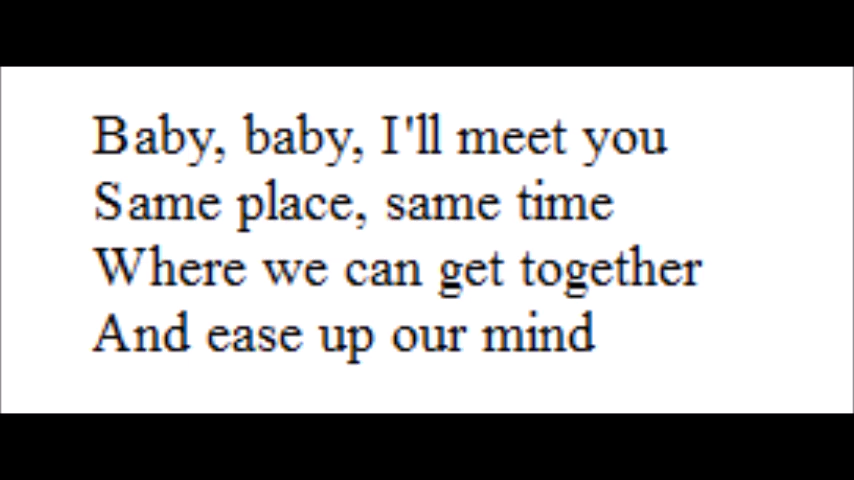 Baby, baby, I'll meet you
Same place, same time
Where we can get together
And ease up our mind